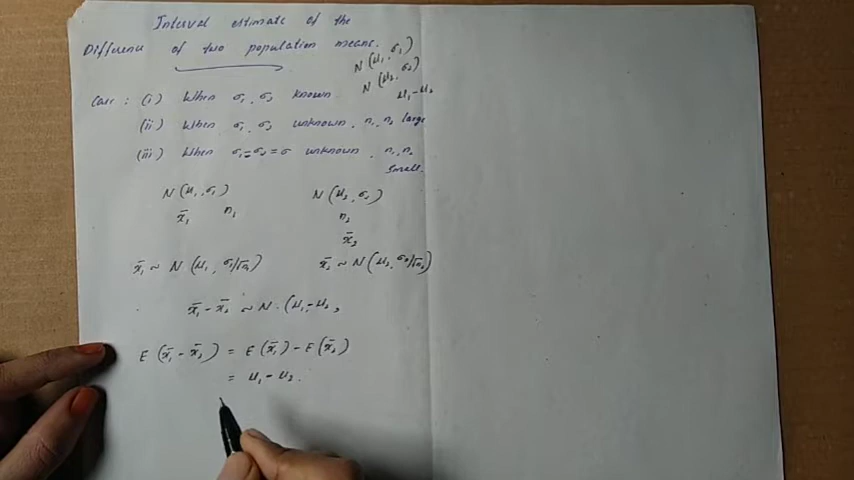 Interval estimate of the
Difference of two population means.
N (μ₁, σ₁)
N (μ₂, σ₂)
μ₁-μ₂
Case : (i) When σ₁, σ₂ known
(ii) When σ₁, σ₂ unknown, n₁, n₂ large
(iii) When σ₁=σ₂=σ unknown, n₁, n₂
small.
N (μ₁, σ₁) N (μ₂, σ₂)
x̄₁ n₁ n₂
x̄₂
x̄₁ ~ N (μ₁, σ₁/√n₁) x̄₂ ~ N (μ₂, σ₂/√n₂)
x̄₁ - x̄₂ ~ N (μ₁-μ₂,
E (x̄₁ - x̄₂) = E (x̄₁) - E (x̄₂)
= μ₁ - μ₂.